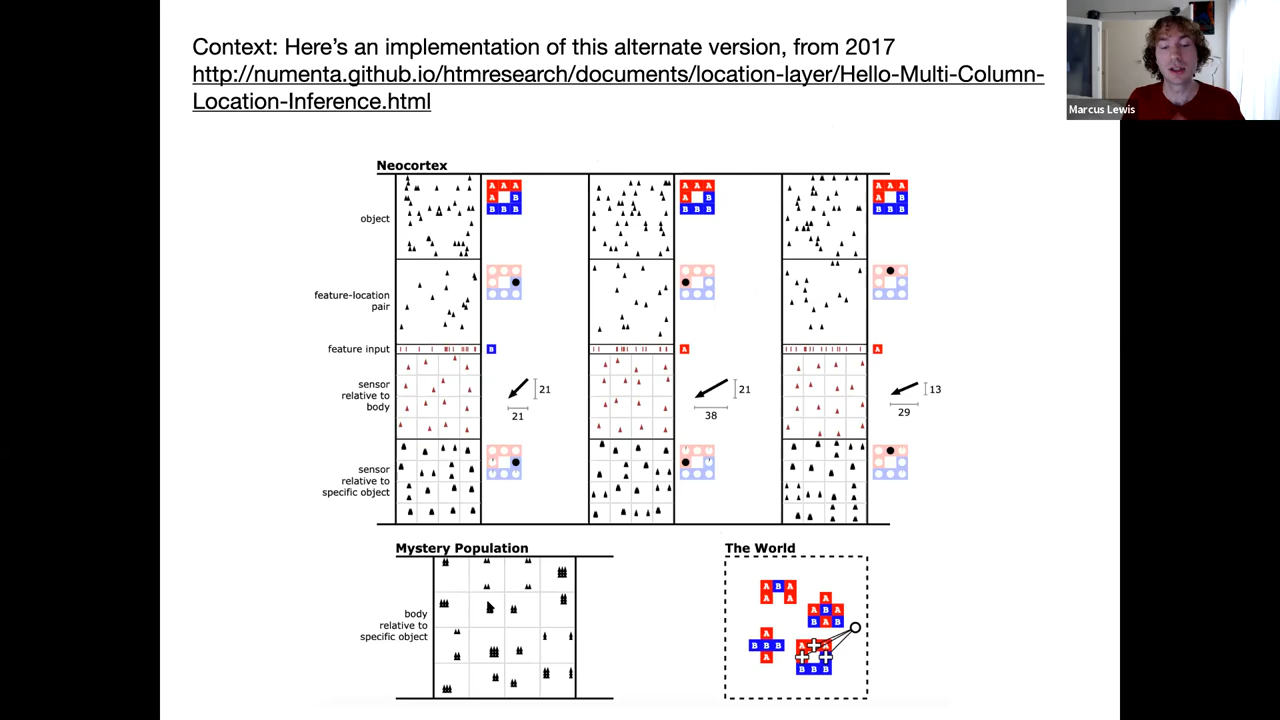 Context: Here's an implementation of this alternate version, from 2017
http://numenta.github.io/htmresearch/documents/location-layer/Hello-Multi-Column-
Location-Inference.html
Marcus Lewis
Neocortex
object
A A A
A B
B B B
A A A
A B
B B B
A A A
A B
B B B
feature-location
pair
feature input
B
A
A
sensor
relative to
body
21
21
21
38
13
29
sensor
relative to
specific object
Mystery Population
body
relative to
specific object
The World
A B A
A A
A
A B A
B A B
A
B B B
A
A A
B B B